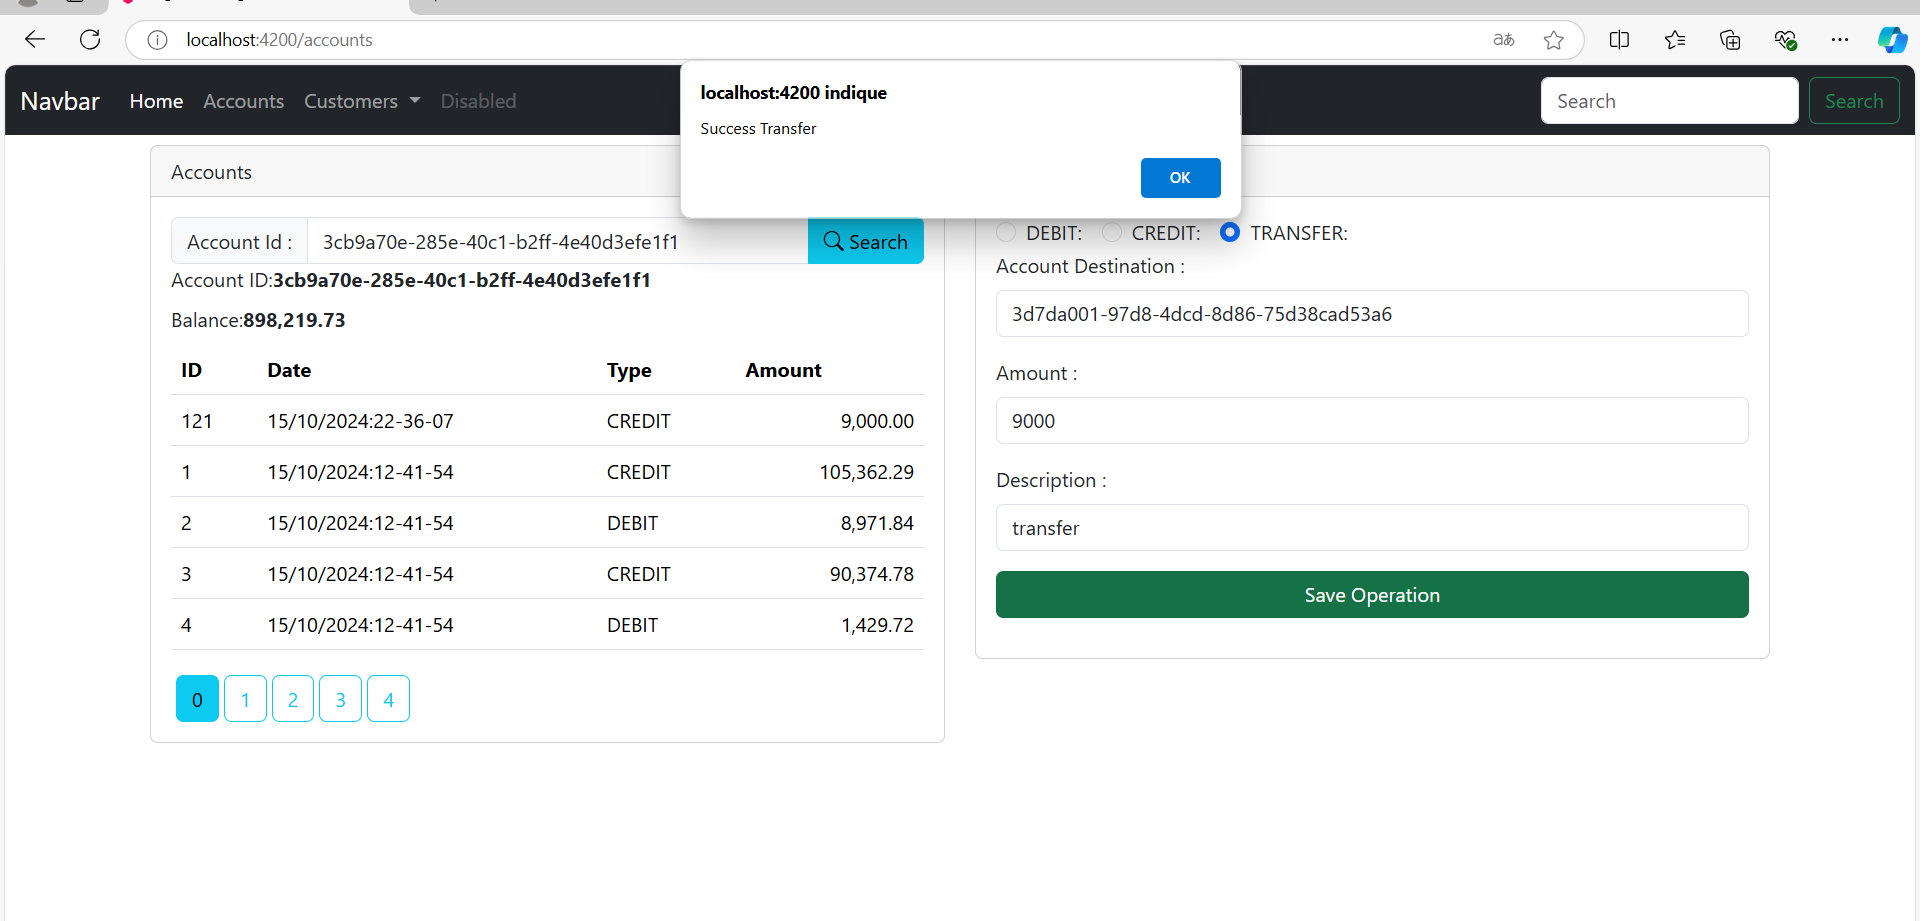 localhost:4200/accounts
aあ
Navbar Home Accounts Customers Disabled
Search Search
localhost:4200 indique
Success Transfer
OK
Accounts
Account Id : 3cb9a70e-285e-40c1-b2ff-4e40d3efe1f1 Search
Account ID:3cb9a70e-285e-40c1-b2ff-4e40d3efe1f1
Balance:898,219.73
ID Date Type Amount
121 15/10/2024:22-36-07 CREDIT 9,000.00
1 15/10/2024:12-41-54 CREDIT 105,362.29
2 15/10/2024:12-41-54 DEBIT 8,971.84
3 15/10/2024:12-41-54 CREDIT 90,374.78
4 15/10/2024:12-41-54 DEBIT 1,429.72
0 1 2 3 4
DEBIT: CREDIT: TRANSFER:
Account Destination :
3d7da001-97d8-4dcd-8d86-75d38cad53a6
Amount :
9000
Description :
transfer
Save Operation